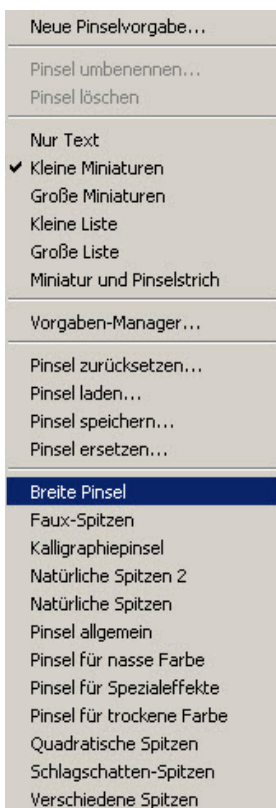 Neue Pinselvorgabe...
Pinsel umbenennen...
Pinsel löschen
Nur Text
Kleine Miniaturen
Große Miniaturen
Kleine Liste
Große Liste
Miniatur und Pinselstrich
Vorgaben-Manager...
Pinsel zurücksetzen...
Pinsel laden...
Pinsel speichern...
Pinsel ersetzen...
Breite Pinsel
Faux-Spitzen
Kalligraphiepinsel
Natürliche Spitzen 2
Natürliche Spitzen
Pinsel allgemein
Pinsel für nasse Farbe
Pinsel für Spezialeffekte
Pinsel für trockene Farbe
Quadratische Spitzen
Schlagschatten-Spitzen
Verschiedene Spitzen